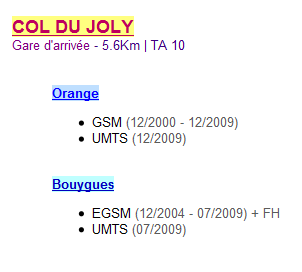 COL DU JOLY
Gare d'arrivée - 5.6Km | TA 10
Orange
GSM (12/2000 - 12/2009)
UMTS (12/2009)
Bouygues
EGSM (12/2004 - 07/2009) + FH
UMTS (07/2009)